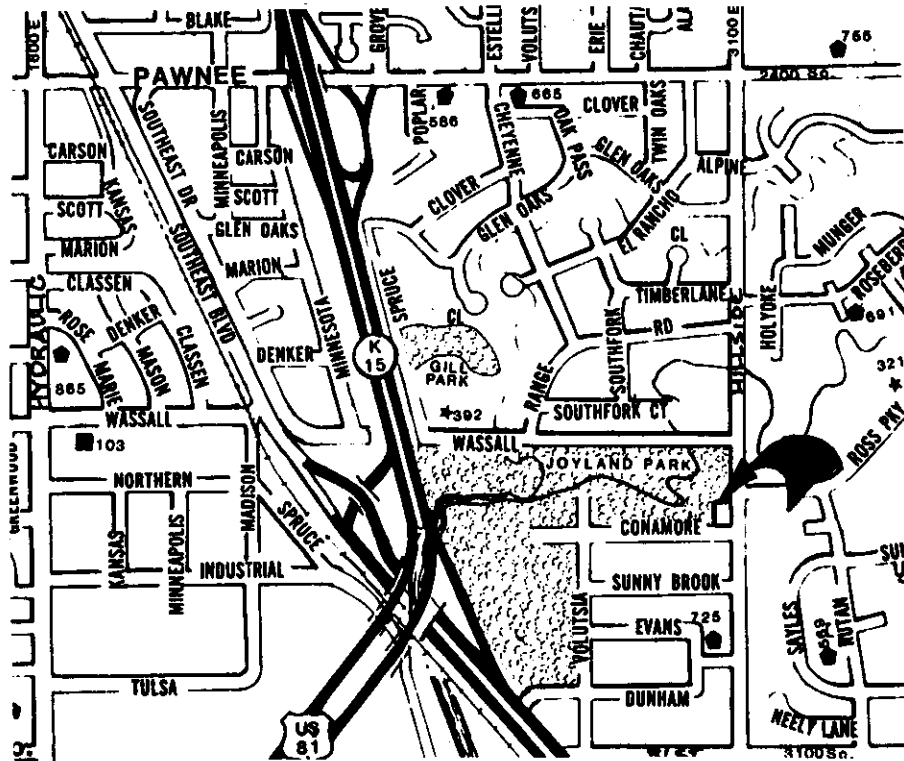 BLAKE
GROVE
ESTELLE
VOLUTS
ERIE
CHAUT
ALA
3100 E
755
1800 E
PAWNEE
2400 So.
POPLAR
586
665
CLOVER
TWIN OAKS
SOUTHEAST DR
MINNEAPOLIS
CHEYENNE
OAK PASS
GLEN OAKS
CARSON
CARSON
ALPINE
KANSAS
SCOTT
SCOTT
CLOVER
GLEN OAKS
GLEN OAKS
EL RANCHO
CL
MUNGER
MARION
MARION
SOUTHEAST BLVD
CLASSEN
TIMBERLANE
ROSEBERR
HYDRAULIC
ROSE
DENKER
CLASSEN
MINNESOTA
SPRUCE
CL
SOUTHFORK
RD
HILLSIDE
HOLYOKE
691
DENKER
K
15
GILL
PARK
865
MARIE
MASON
RANGE
321
392
SOUTHFORK CT
WASSALL
WASSALL
ROSS PKY
103
JOYLAND PARK
NORTHERN
GREENWOOD
MADISON
SPRUCE
CONAMORE
KANSAS
MINNEAPOLIS
INDUSTRIAL
SUNNY BROOK
VOLUTSIA
EVANS
725
SAYLES
RUTAN
TULSA
DUNHAM
NEELY LANE
US
81
3100 So.